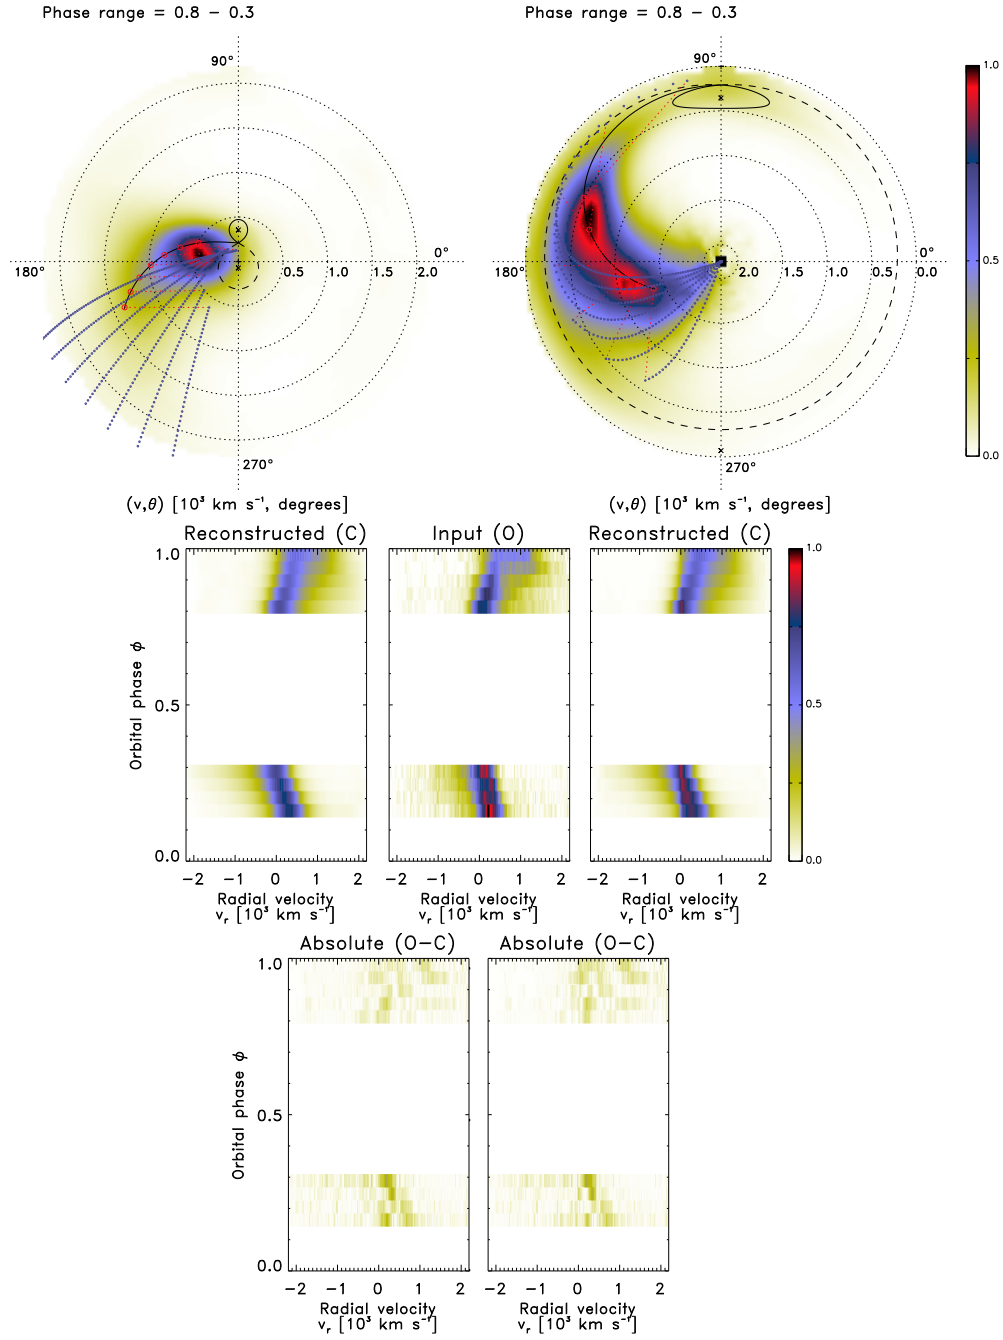 Phase range = 0.8 – 0.3
Phase range = 0.8 – 0.3
90°
90°
1.0
180°
0°
0.5 1.0 1.5 2.0
180°
2.0 1.5 1.0 0.5 0.0
0.5
270°
270°
0.0
(v,θ) [10³ km s⁻¹, degrees]
(v,θ) [10³ km s⁻¹, degrees]
Reconstructed (C)
Input (O)
Reconstructed (C)
1.0
0.5
0.0
Orbital phase ϕ
1.0
0.5
0.0
−2 −1 0 1 2
−2 −1 0 1 2
−2 −1 0 1 2
Radial velocity
vᵣ [10³ km s⁻¹]
Radial velocity
vᵣ [10³ km s⁻¹]
Radial velocity
vᵣ [10³ km s⁻¹]
Absolute (O−C)
Absolute (O−C)
1.0
0.5
0.0
Orbital phase ϕ
−2 −1 0 1 2
−2 −1 0 1 2
Radial velocity
vᵣ [10³ km s⁻¹]
Radial velocity
vᵣ [10³ km s⁻¹]